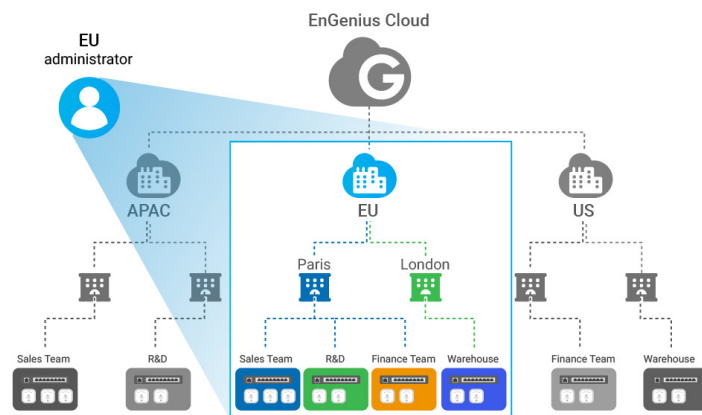 EnGenius Cloud
EU
administrator
APAC
EU
US
Paris
London
Sales Team
R&D
Sales Team
R&D
Finance Team
Warehouse
Finance Team
Warehouse